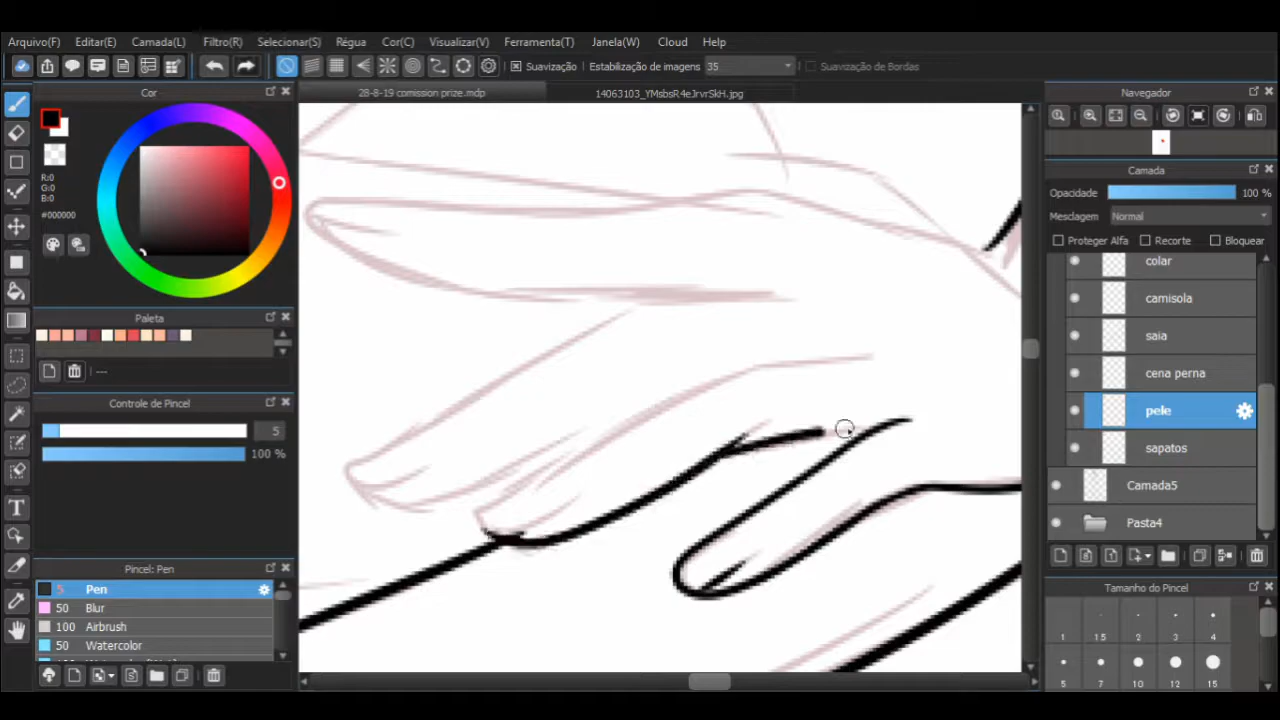 Arquivo(F) Editar(E) Camada(L) Filtro(R) Selecionar(S) Régua Cor(C) Visualizar(V) Ferramenta(T) Janela(W) Cloud Help
Suavização Estabilização de imagens 35 Suavização de Bordas
Cor
28-8-19 comission prize.mdp 14063103_YMsbsR4eJrvrSkH.jpg
Navegador
R:0
G:0
B:0
#000000
Camada
Opacidade 100 %
Mesclagem Normal
Proteger Alfa Recorte Bloquear
colar
camisola
saia
cena perna
pele
sapatos
Camada5
Pasta4
Paleta
---
Controle de Pincel
5
100 %
Pincel: Pen
5 Pen
50 Blur
100 Airbrush
50 Watercolor
Tamanho do Pincel
1 1.5 2 3 4
5 7 10 12 15
T